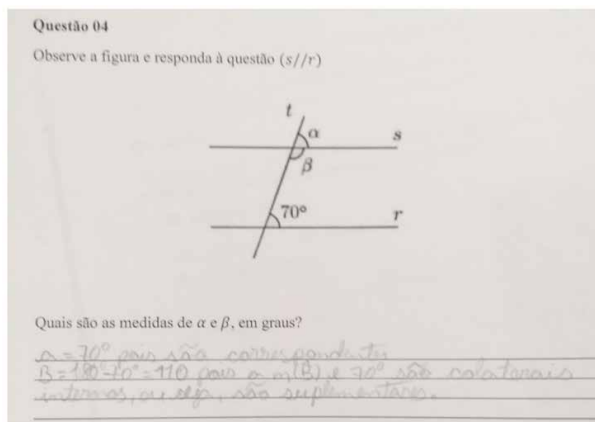 Questão 04
Observe a figura e responda à questão (s//r)
t
α
s
β
70°
r
Quais são as medidas de α e β, em graus?
α = 70° pois são correspondentes
B = 180° - 70° = 110 pois a m(B) e 70° são colaterais
internos, ou seja, são suplementares.